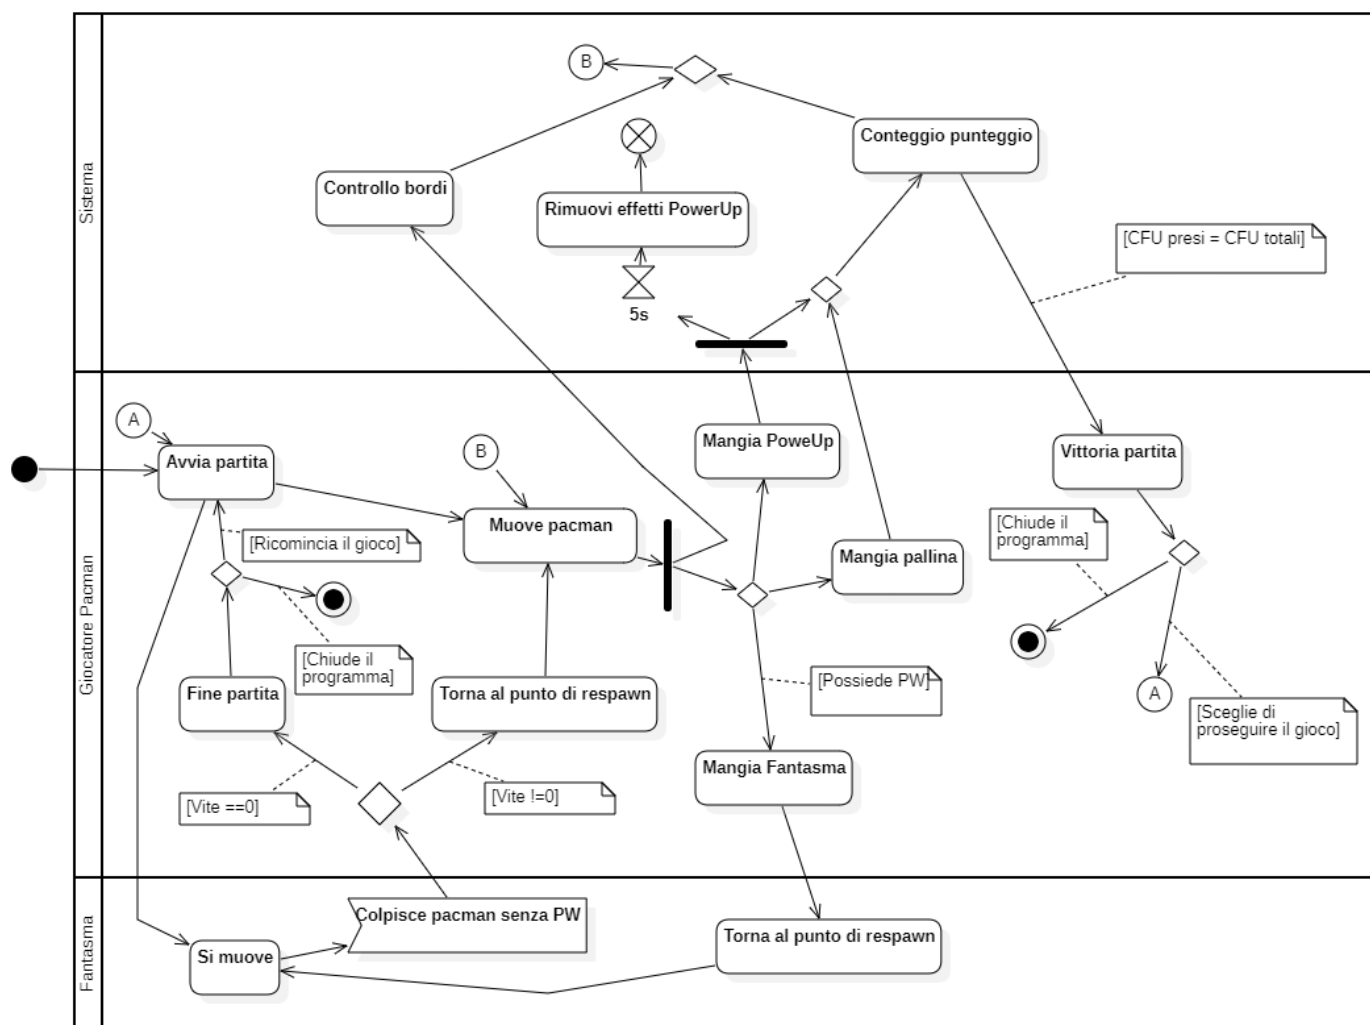 Sistema
B
Conteggio punteggio
Controllo bordi
Rimuovi effetti PowerUp
5s
[CFU presi = CFU totali]
Giocatore Pacman
A
Avvia partita
B
Muove pacman
Mangia PoweUp
Vittoria partita
[Ricomincia il gioco]
Mangia pallina
[Chiude il
programma]
[Chiude il
programma]
Fine partita
Torna al punto di respawn
[Possiede PW]
A
[Sceglie di
proseguire il gioco]
Mangia Fantasma
[Vite ==0]
[Vite !=0]
Fantasma
Colpisce pacman senza PW
Si muove
Torna al punto di respawn